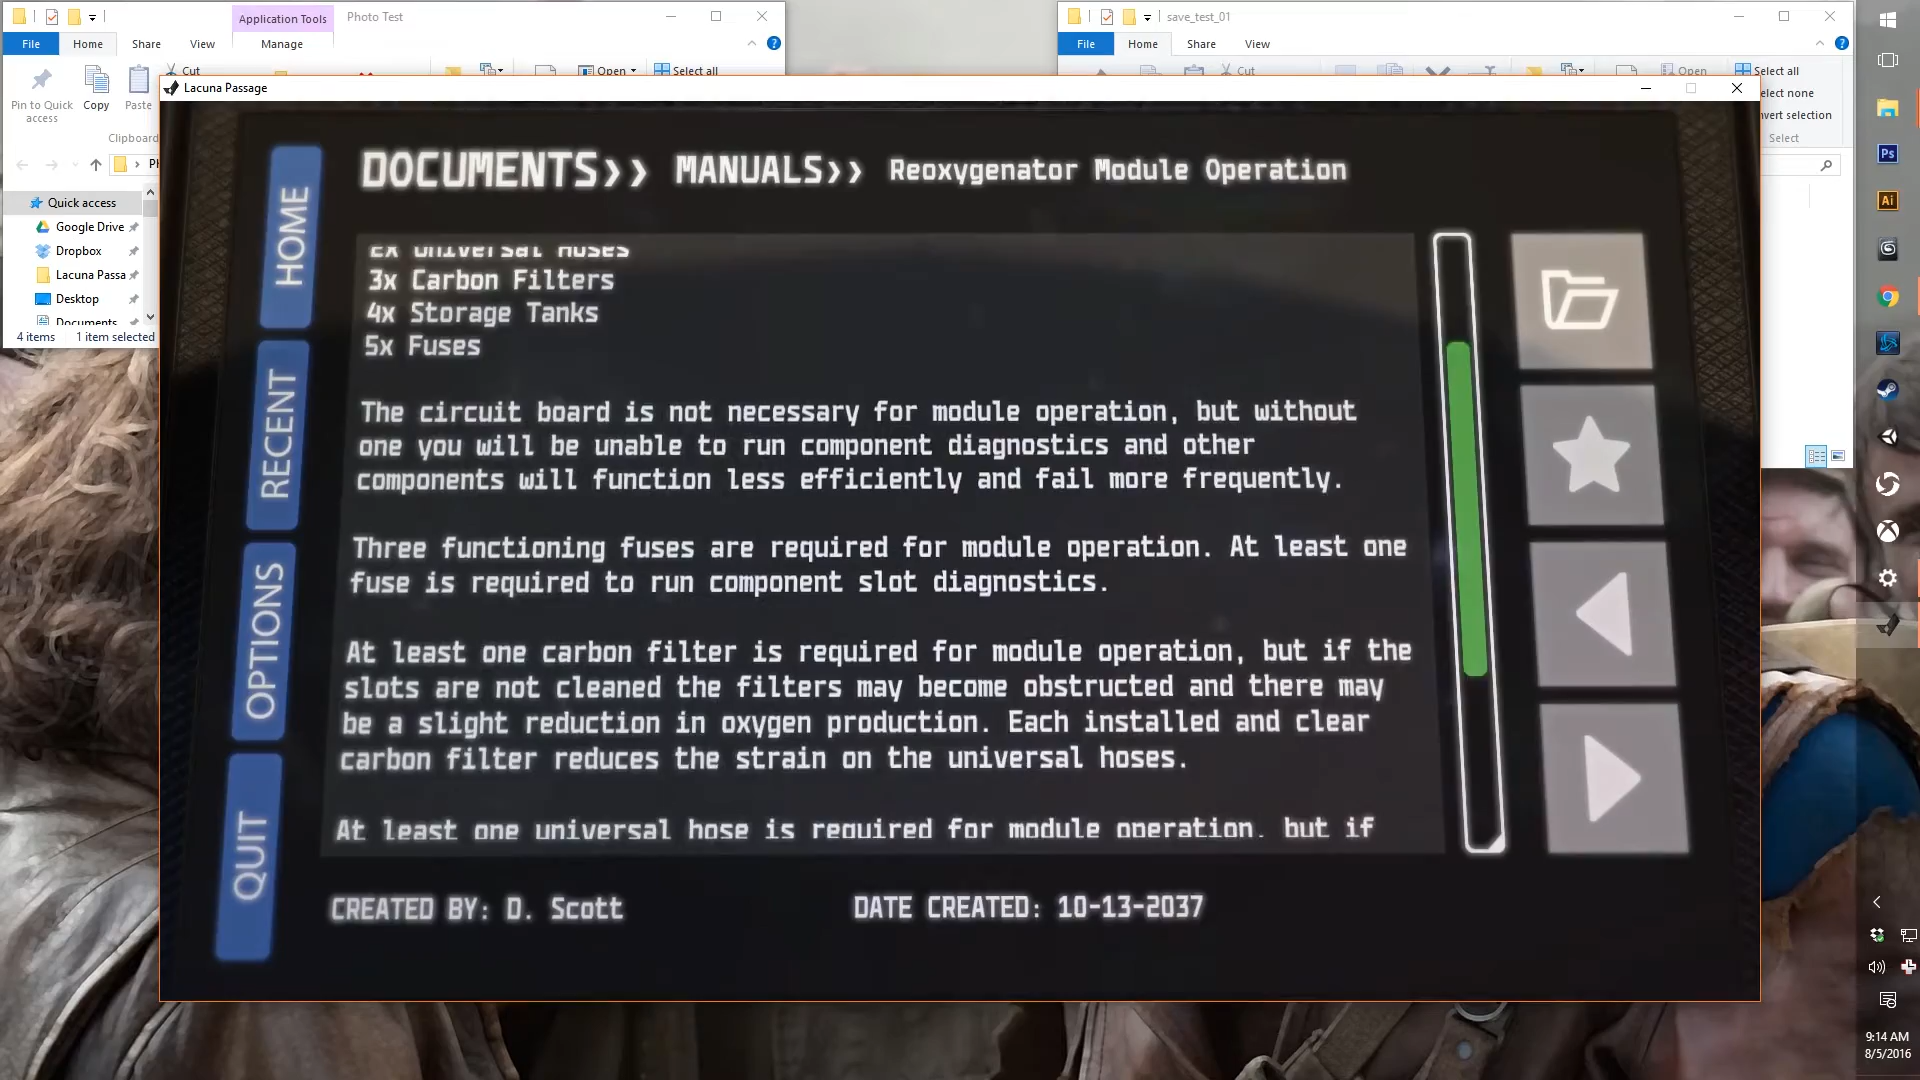 Application Tools
Photo Test
File
Home
Share
View
Manage
Pin to Quick access
Copy
Paste
Cut
Open
Select all
Clipboard
Quick access
Google Drive
Dropbox
Lacuna Passa
Desktop
Documents
4 items
1 item selected
save_test_01
File
Home
Share
View
Cut
Open
Select all
elect none
vert selection
Select
Lacuna Passage
DOCUMENTS>> MANUALS>> Reoxygenator Module Operation
HOME
RECENT
OPTIONS
QUIT
2x Universal Hoses
3x Carbon Filters
4x Storage Tanks
5x Fuses
The circuit board is not necessary for module operation, but without
one you will be unable to run component diagnostics and other
components will function less efficiently and fail more frequently.
Three functioning fuses are required for module operation. At least one
fuse is required to run component slot diagnostics.
At least one carbon filter is required for module operation, but if the
slots are not cleaned the filters may become obstructed and there may
be a slight reduction in oxygen production. Each installed and clear
carbon filter reduces the strain on the universal hoses.
At least one universal hose is required for module operation, but if
CREATED BY: D. Scott
DATE CREATED: 10-13-2037
Ps
Ai
9:14 AM
8/5/2016